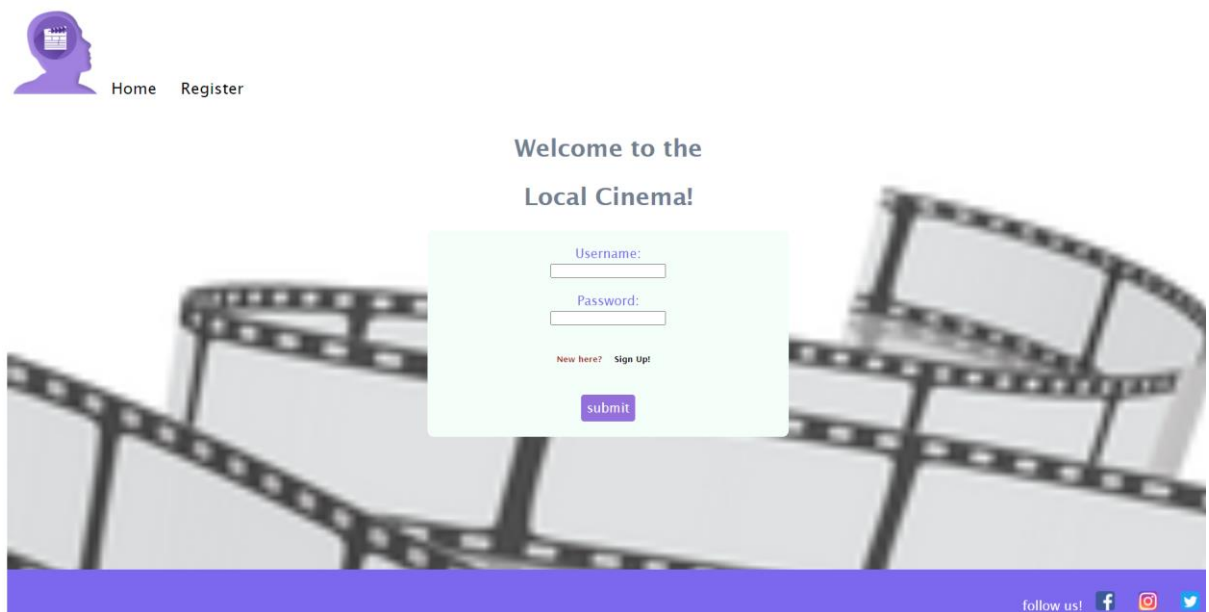 Home Register
Welcome to the
Local Cinema!
Username:
Password:
New here? Sign Up!
submit
follow us!